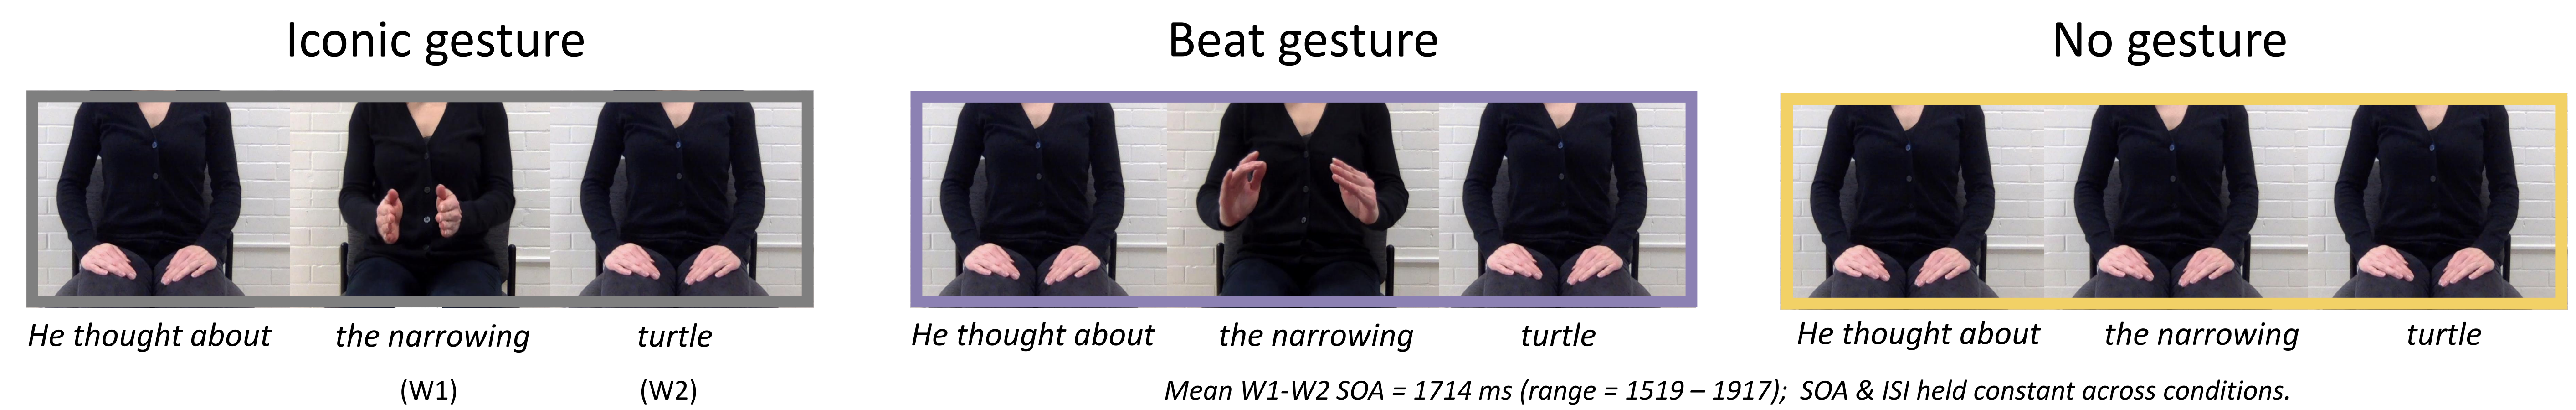 Iconic gesture
He thought about the narrowing turtle
(W1) (W2)
Beat gesture
He thought about the narrowing turtle
No gesture
He thought about the narrowing turtle
Mean W1-W2 SOA = 1714 ms (range = 1519 – 1917); SOA & ISI held constant across conditions.